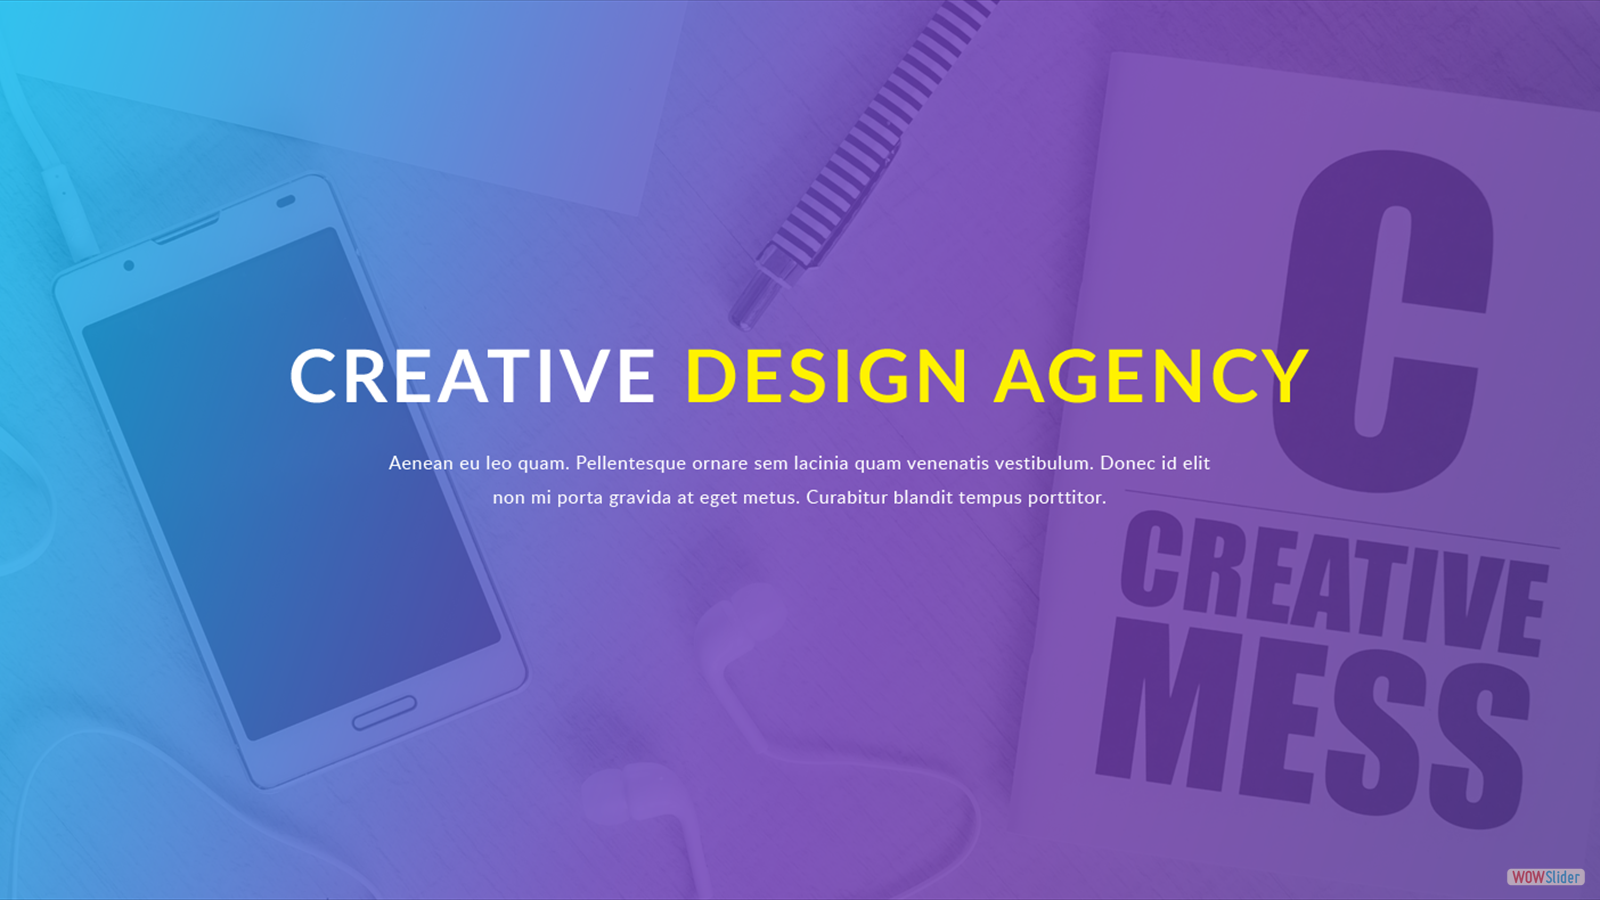 CREATIVE DESIGN AGENCY
Aenean eu leo quam. Pellentesque ornare sem lacinia quam venenatis vestibulum. Donec id elit
non mi porta gravida at eget metus. Curabitur blandit tempus porttitor.
C
CREATIVE
MESS
WOWSlider